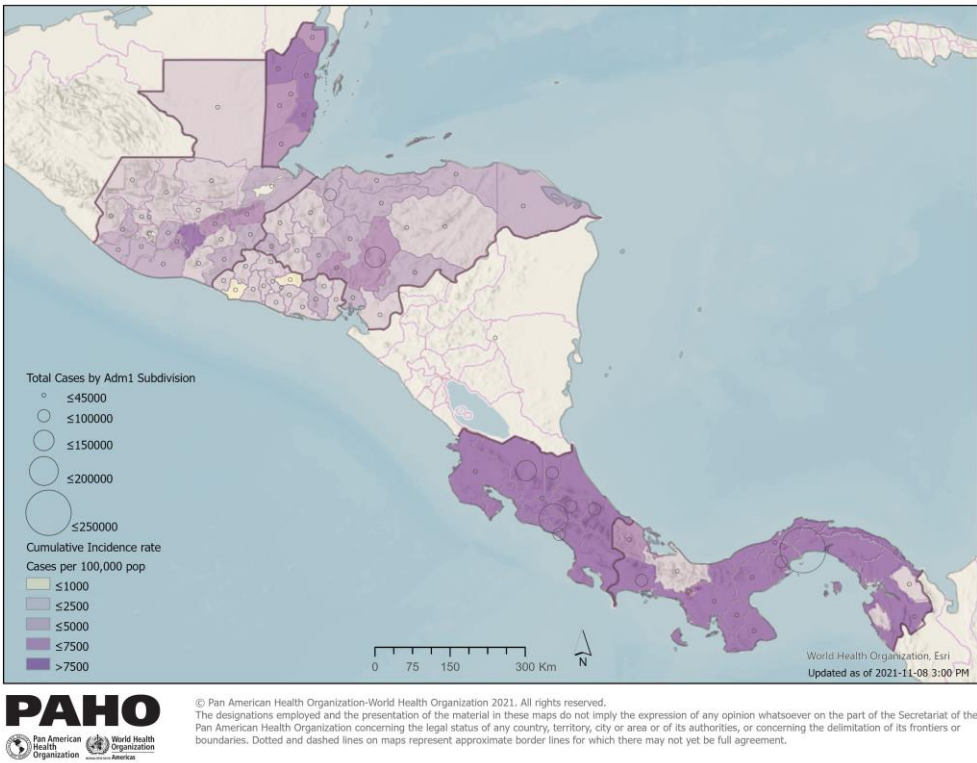 Total Cases by Adm1 Subdivision
≤45000
≤100000
≤150000
≤200000
≤250000
Cumulative Incidence rate
Cases per 100,000 pop
≤1000
≤2500
≤5000
≤7500
>7500
0 75 150 300 Km
N
World Health Organization, Esri
Updated as of 2021-11-08 3:00 PM
PAHO
Pan American
Health
Organization
World Health
Organization
Americas
© Pan American Health Organization-World Health Organization 2021. All rights reserved.
The designations employed and the presentation of the material in these maps do not imply the expression of any opinion whatsoever on the part of the Secretariat of the
Pan American Health Organization concerning the legal status of any country, territory, city or area or of its authorities, or concerning the delimitation of its frontiers or
boundaries. Dotted and dashed lines on maps represent approximate border lines for which there may not yet be full agreement.